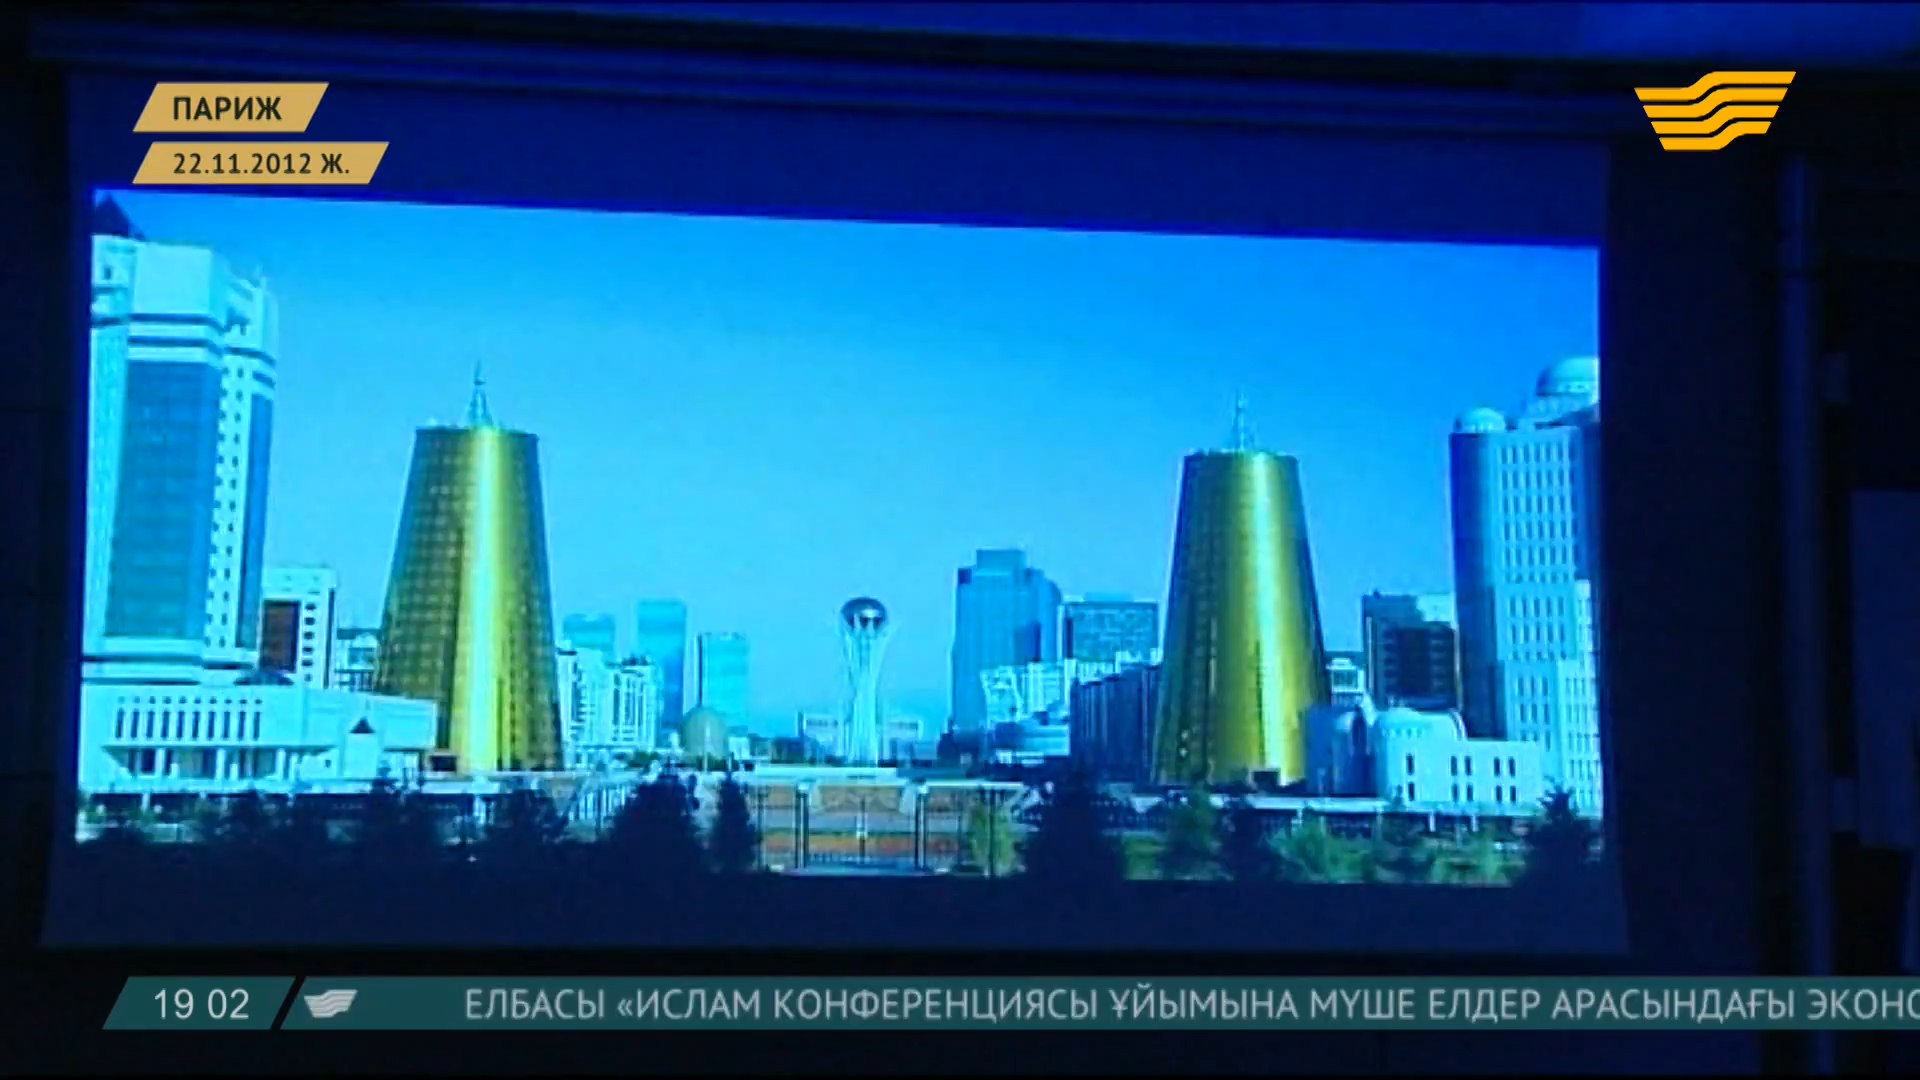 ПАРИЖ
22.11.2012 Ж.
19 02
ЕЛБАСЫ «ИСЛАМ КОНФЕРЕНЦИЯСЫ ҰЙЫМЫНА МҮШЕ ЕЛДЕР АРАСЫНДАҒЫ